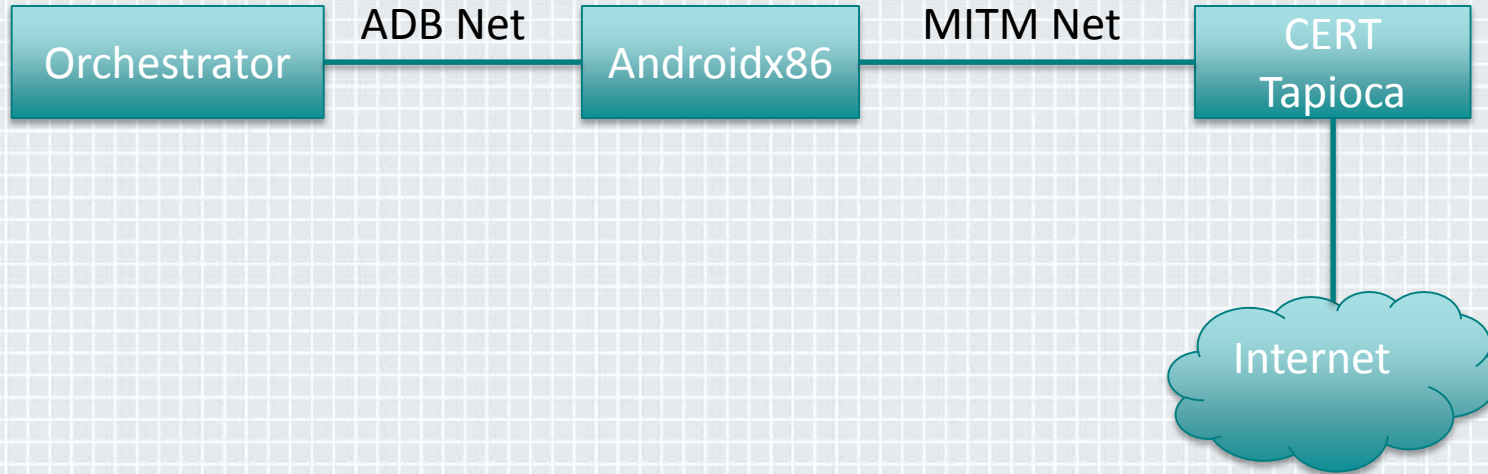 Orchestrator
ADB Net
Androidx86
MITM Net
CERT
Tapioca
Internet